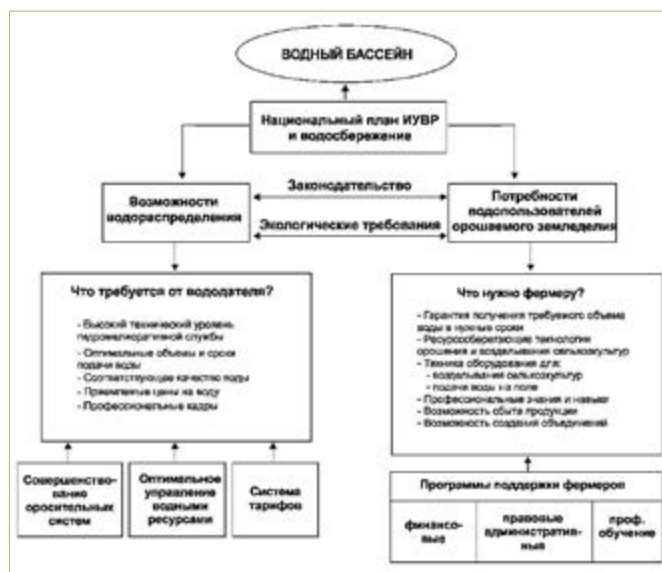 ВОДНЫЙ БАССЕЙН
Национальный план ИУВР
и водосбережение
Возможности
водораспределения
Законодательство
Экологические требования
Потребности
водопользователей
орошаемого земледелия
Что требуется от вододателя?
- Высокий технический уровень
гидромелиоративной службы
- Оптимальные объемы и сроки
подачи воды
- Соответствующее качество воды
- Приемлемые цены на воду
- Профессиональные кадры
Что нужно фермеру?
- Гарантия получения требуемого объема
воды в нужные сроки
- Ресурсосберегающие технологии
орошения и возделывания сельхозкультур
- Техника оборудования для:
- возделывания сельхозкультур
- подачи воды на поле
- Профессиональные знания и навыки
- Возможность сбыта продукции
- Возможность создания объединений
Совершенство-
вание
оросительных
систем
Оптимальное
управление
водными
ресурсами
Система
тарифов
Программы поддержки фермеров
финансо-
вые
правовые
административ-
ные
проф.
обучение